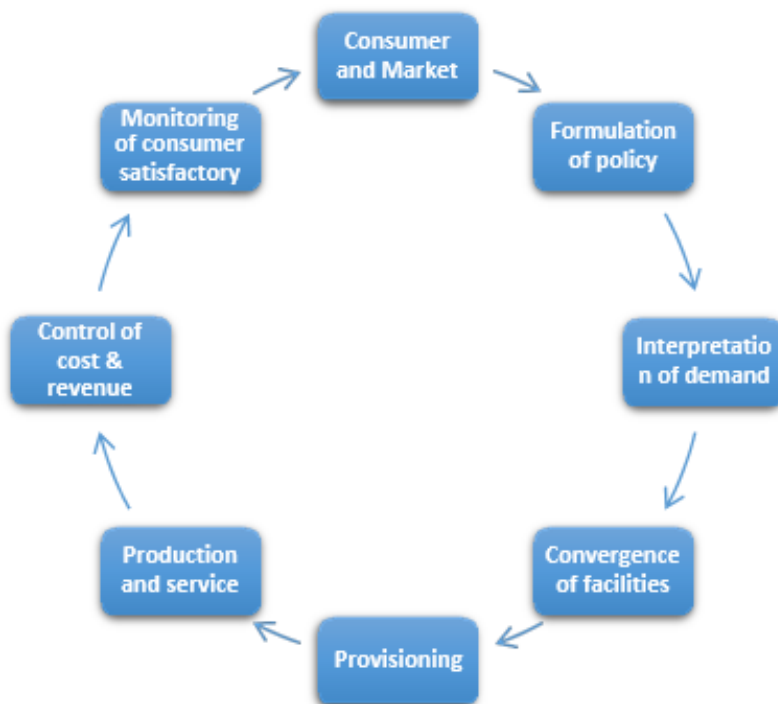 Consumer
and Market
Formulation
of policy
Interpretatio
n of demand
Convergence
of facilities
Provisioning
Production
and service
Control of
cost &
revenue
Monitoring
of consumer
satisfactory